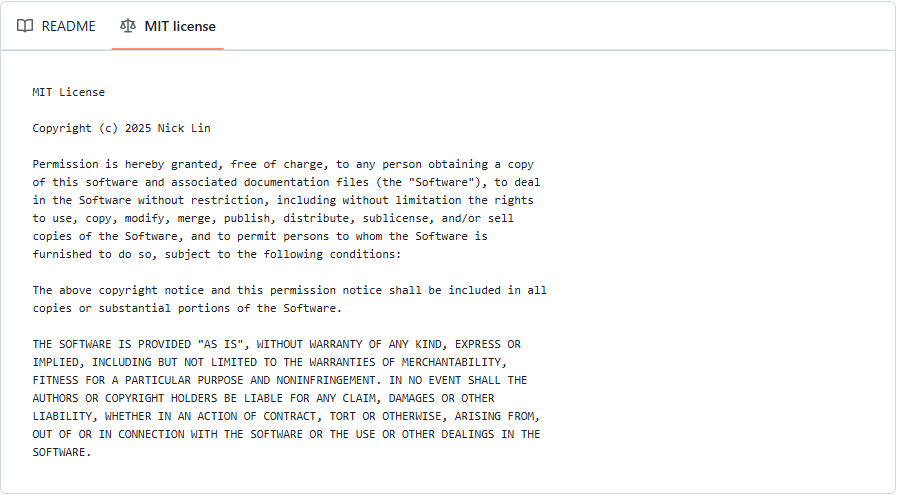 README
MIT license
MIT License
Copyright (c) 2025 Nick Lin
Permission is hereby granted, free of charge, to any person obtaining a copy
of this software and associated documentation files (the "Software"), to deal
in the Software without restriction, including without limitation the rights
to use, copy, modify, merge, publish, distribute, sublicense, and/or sell
copies of the Software, and to permit persons to whom the Software is
furnished to do so, subject to the following conditions:
The above copyright notice and this permission notice shall be included in all
copies or substantial portions of the Software.
THE SOFTWARE IS PROVIDED "AS IS", WITHOUT WARRANTY OF ANY KIND, EXPRESS OR
IMPLIED, INCLUDING BUT NOT LIMITED TO THE WARRANTIES OF MERCHANTABILITY,
FITNESS FOR A PARTICULAR PURPOSE AND NONINFRINGEMENT. IN NO EVENT SHALL THE
AUTHORS OR COPYRIGHT HOLDERS BE LIABLE FOR ANY CLAIM, DAMAGES OR OTHER
LIABILITY, WHETHER IN AN ACTION OF CONTRACT, TORT OR OTHERWISE, ARISING FROM,
OUT OF OR IN CONNECTION WITH THE SOFTWARE OR THE USE OR OTHER DEALINGS IN THE
SOFTWARE.